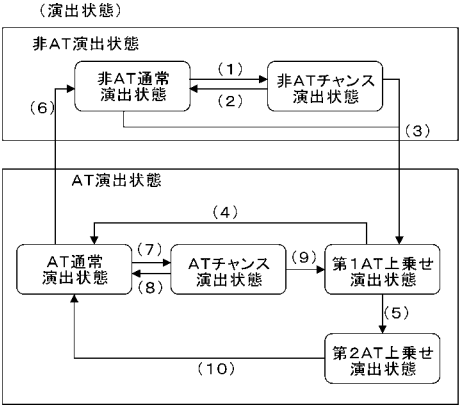 （演出状態）
非AT演出状態
非AT通常
演出状態
（1）
（2）
非ATチャンス
演出状態
（6）
（3）
AT演出状態
（4）
AT通常
演出状態
（7）
（8）
ATチャンス
演出状態
（9）
第1AT上乗せ
演出状態
（5）
第2AT上乗せ
演出状態
（10）